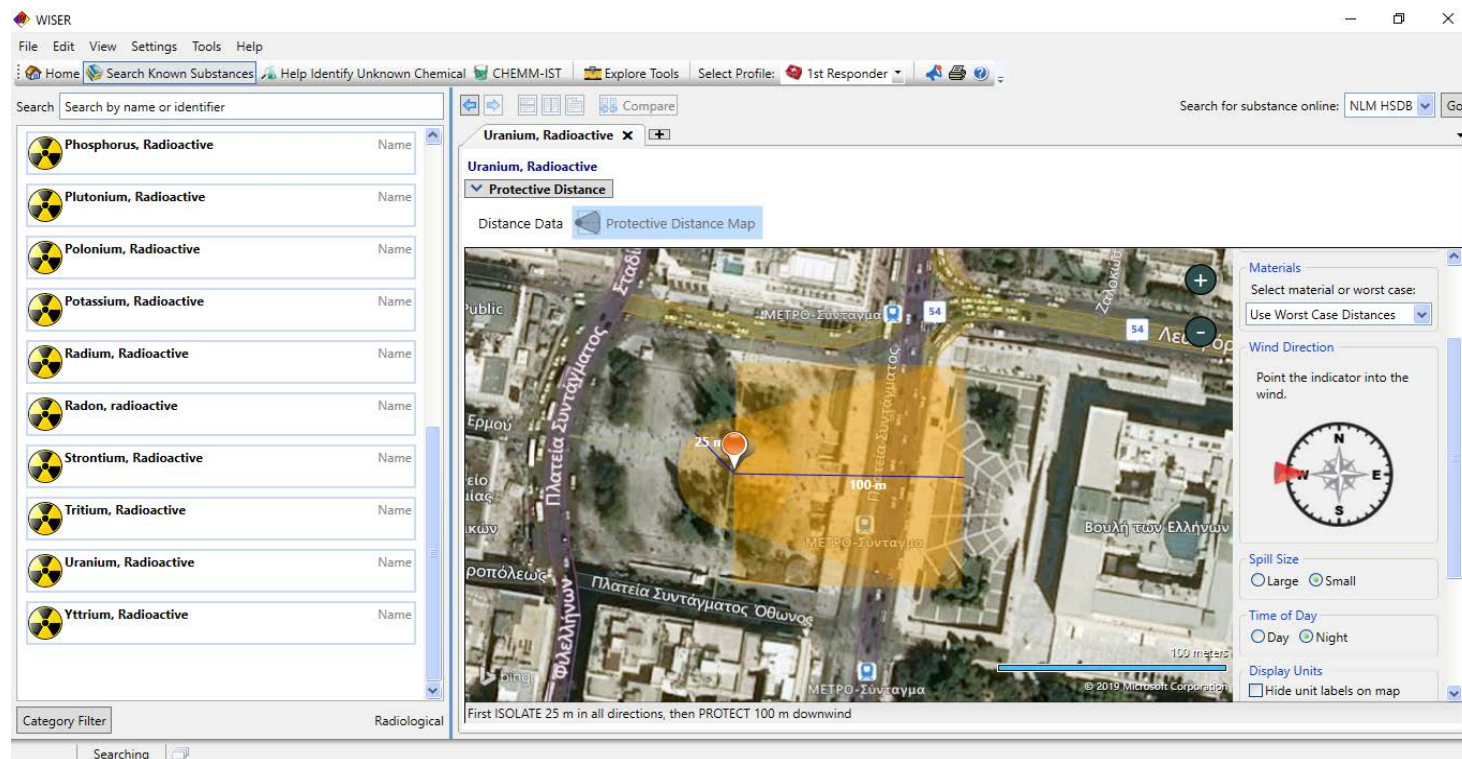 WISER
File Edit View Settings Tools Help
Home Search Known Substances Help Identify Unknown Chemical CHEMM-IST Explore Tools Select Profile: 1st Responder
Search Search by name or identifier
Compare
Search for substance online: NLM HSDB Go
Phosphorus, Radioactive Name
Plutonium, Radioactive Name
Polonium, Radioactive Name
Potassium, Radioactive Name
Radium, Radioactive Name
Radon, radioactive Name
Strontium, Radioactive Name
Tritium, Radioactive Name
Uranium, Radioactive Name
Yttrium, Radioactive Name
Category Filter Radiological
Searching
Uranium, Radioactive
Uranium, Radioactive
Protective Distance
Distance Data Protective Distance Map
Public
Σταδί
ΜΕΤΡΟ-Σύνταγμα
54
Ζαλοκώσ
54
Λεωφόρ
Ερμού
Πλατεία Συντάγματος
Πλατεία Συντάγματος
25 m
100 m
ΜΕΤΡΟ-Σύνταγμα
Βουλή των Ελλήνων
Πλατεία Συντάγματος Όθωνος
Φιλελλήνων
ΜΕΤΡΟ-Σύνταγμα
bing
100 meters
© 2019 Microsoft Corporation
First ISOLATE 25 m in all directions, then PROTECT 100 m downwind
Materials
Select material or worst case:
Use Worst Case Distances
Wind Direction
Point the indicator into the
wind.
N
W E
S
Spill Size
Large Small
Time of Day
Day Night
Display Units
Hide unit labels on map